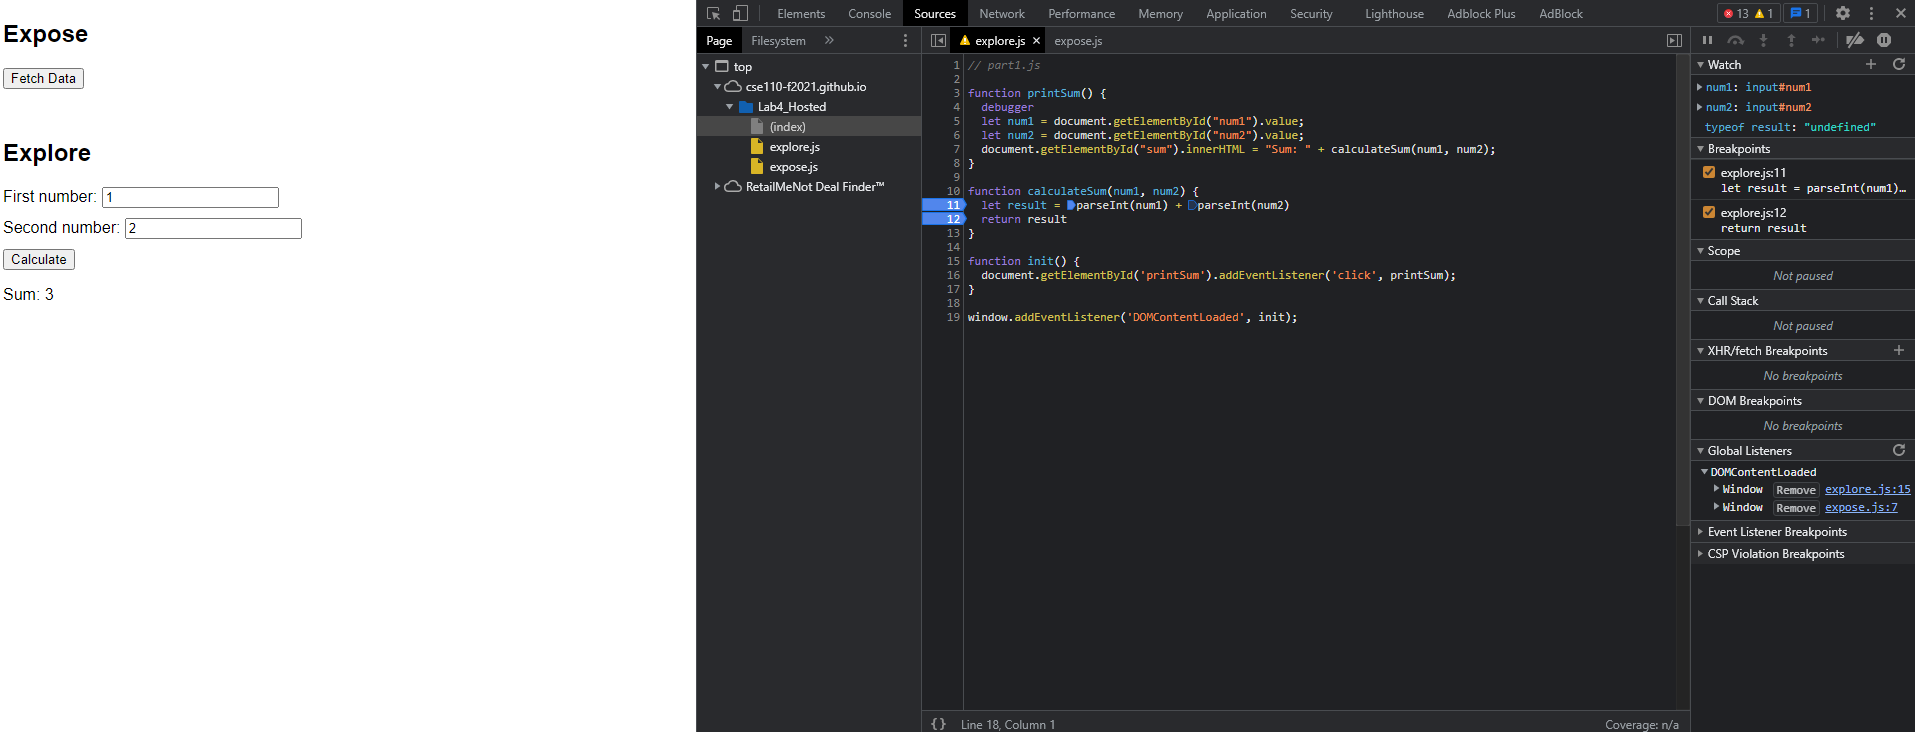 Expose
Fetch Data
Explore
First number: 1
Second number: 2
Calculate
Sum: 3
Elements Console Sources Network Performance Memory Application Security Lighthouse Adblock Plus AdBlock 13 1 1
Page Filesystem »
top
cse110-f2021.github.io
Lab4_Hosted
(index)
explore.js
expose.js
RetailMeNot Deal Finder™
explore.js × expose.js
1 // part1.js
2
3 function printSum() {
4 debugger
5 let num1 = document.getElementById("num1").value;
6 let num2 = document.getElementById("num2").value;
7 document.getElementById("sum").innerHTML = "Sum: " + calculateSum(num1, num2);
8 }
9
10 function calculateSum(num1, num2) {
11 let result = parseInt(num1) + parseInt(num2)
12 return result
13 }
14
15 function init() {
16 document.getElementById('printSum').addEventListener('click', printSum);
17 }
18
19 window.addEventListener('DOMContentLoaded', init);
{} Line 18, Column 1 Coverage: n/a
Watch
num1: input#num1
num2: input#num2
typeof result: "undefined"
Breakpoints
explore.js:11
let result = parseInt(num1)…
explore.js:12
return result
Scope
Not paused
Call Stack
Not paused
XHR/fetch Breakpoints
No breakpoints
DOM Breakpoints
No breakpoints
Global Listeners
DOMContentLoaded
Window Remove explore.js:15
Window Remove expose.js:7
Event Listener Breakpoints
CSP Violation Breakpoints